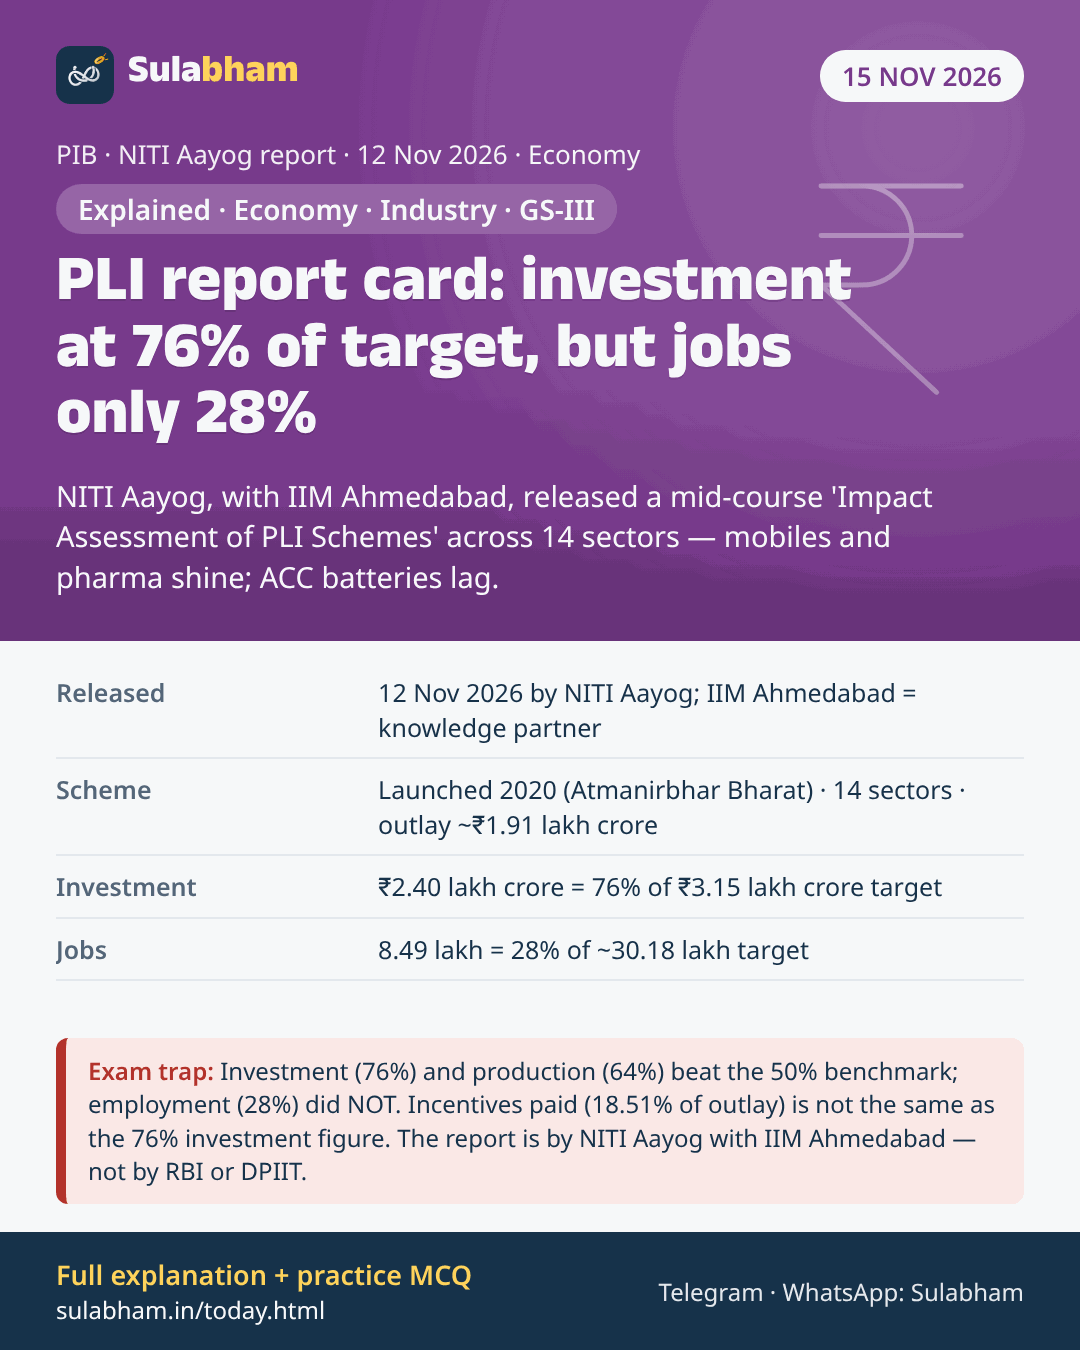 Sulabham
15 NOV 2026
PIB · NITI Aayog report · 12 Nov 2026 · Economy
Explained · Economy · Industry · GS-III
PLI report card: investment
at 76% of target, but jobs
only 28%
NITI Aayog, with IIM Ahmedabad, released a mid-course 'Impact
Assessment of PLI Schemes' across 14 sectors — mobiles and
pharma shine; ACC batteries lag.
Released
12 Nov 2026 by NITI Aayog; IIM Ahmedabad =
knowledge partner
Scheme
Launched 2020 (Atmanirbhar Bharat) · 14 sectors ·
outlay ~₹1.91 lakh crore
Investment
₹2.40 lakh crore = 76% of ₹3.15 lakh crore target
Jobs
8.49 lakh = 28% of ~30.18 lakh target
Exam trap: Investment (76%) and production (64%) beat the 50% benchmark;
employment (28%) did NOT. Incentives paid (18.51% of outlay) is not the same as
the 76% investment figure. The report is by NITI Aayog with IIM Ahmedabad —
not by RBI or DPIIT.
Full explanation + practice MCQ
sulabham.in/today.html
Telegram · WhatsApp: Sulabham